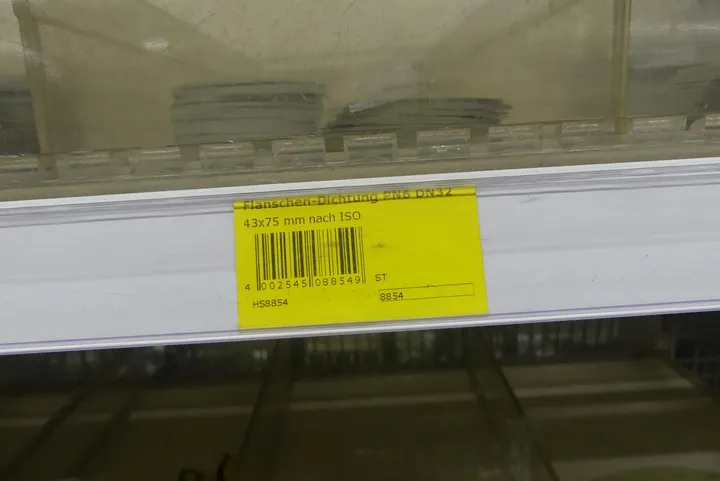 Flanschen-Dichtung PN6 DN32
43x75 mm nach ISO
4 002545 088549
ST
HS8854
8854